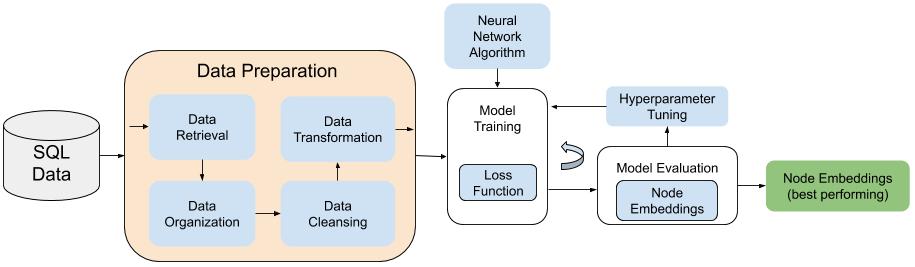 SQL
Data
Data Preparation
Data
Retrieval
Data
Organization
Data
Cleansing
Data
Transformation
Neural
Network
Algorithm
Model
Training
Loss
Function
Hyperparameter
Tuning
Model Evaluation
Node
Embeddings
Node Embeddings
(best performing)